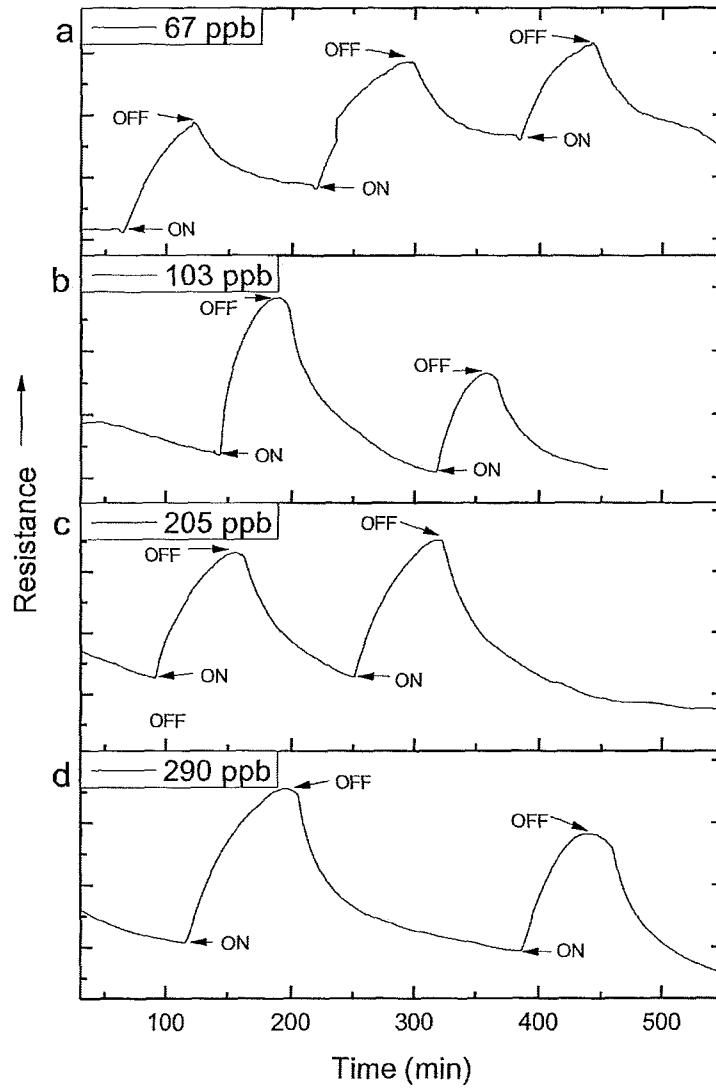 a
67 ppb
OFF
OFF
OFF
ON
ON
ON
b
103 ppb
OFF
OFF
ON
ON
c
205 ppb
OFF
OFF
ON
ON
OFF
d
290 ppb
OFF
OFF
ON
ON
Resistance
100 200 300 400 500
Time (min)